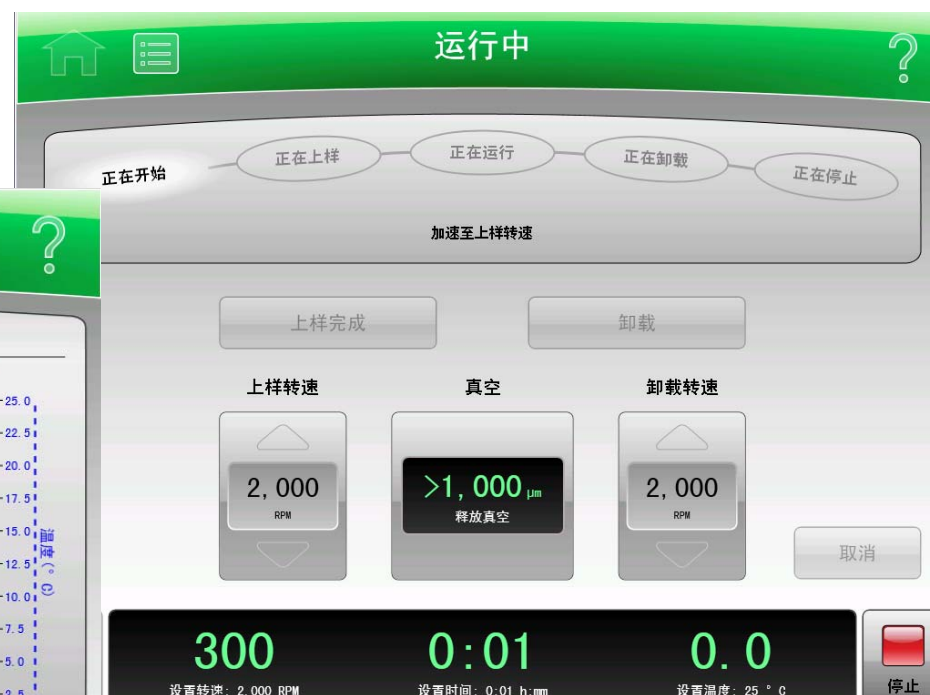 运行中
?
正在开始
正在上样
正在运行
正在卸载
正在停止
加速至上样转速
上样完成
卸载
上样转速
真空
卸载转速
2,000
RPM
>1,000 μm
释放真空
2,000
RPM
取消
300
0:01
0.0
设置转速: 2,000 RPM
设置时间: 0:01 h:mm
设置温度: 25 ° C
停止
?
25.0
22.5
20.0
17.5
15.0
12.5
10.0
7.5
5.0
2.5
温度(° C)